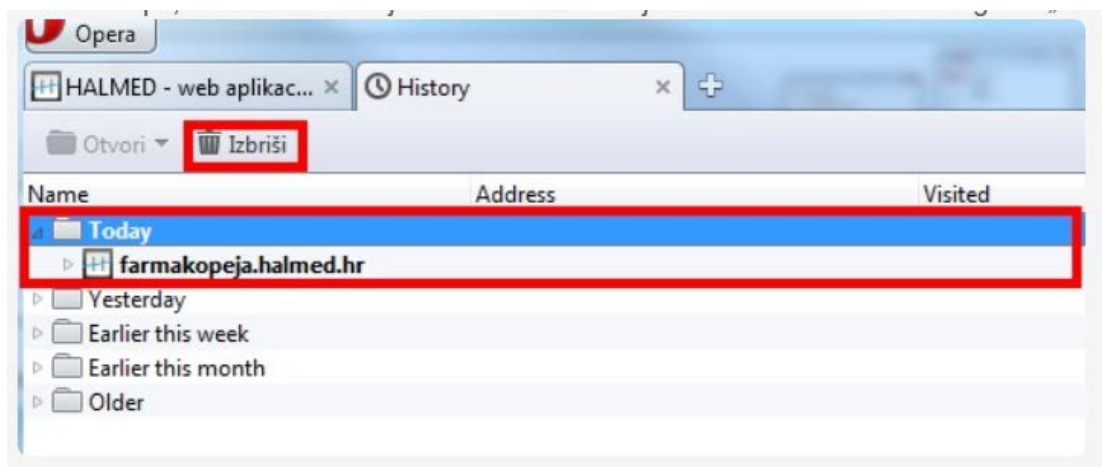 Opera
HALMED - web aplikac... History
Otvori Izbriši
Name Address Visited
Today
farmakopeja.halmed.hr
Yesterday
Earlier this week
Earlier this month
Older